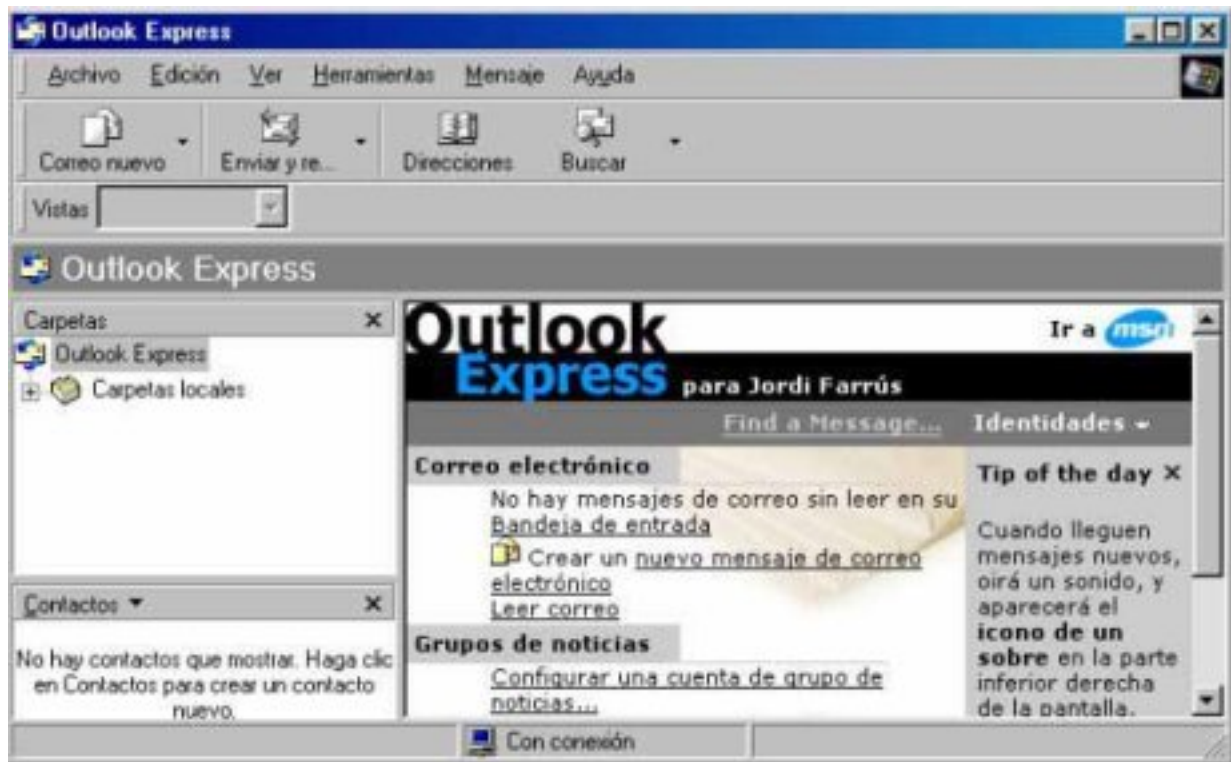 Outlook Express
Archivo Edición Ver Herramientas Mensaje Ayuda
Correo nuevo Enviar y re... Direcciones Buscar
Vistas
Outlook Express
Carpetas
Outlook Express
Carpetas locales
Contactos
No hay contactos que mostrar. Haga clic
en Contactos para crear un contacto
nuevo.
Outlook
Express para Jordi Farrús
Ir a msn
Find a Message... Identidades
Correo electrónico
No hay mensajes de correo sin leer en su
Bandeja de entrada
Crear un nuevo mensaje de correo
electrónico
Leer correo
Grupos de noticias
Configurar una cuenta de grupo de
noticias...
Tip of the day
Cuando lleguen
mensajes nuevos,
oirá un sonido, y
aparecerá el
icono de un
sobre en la parte
inferior derecha
de la pantalla.
Con conexión